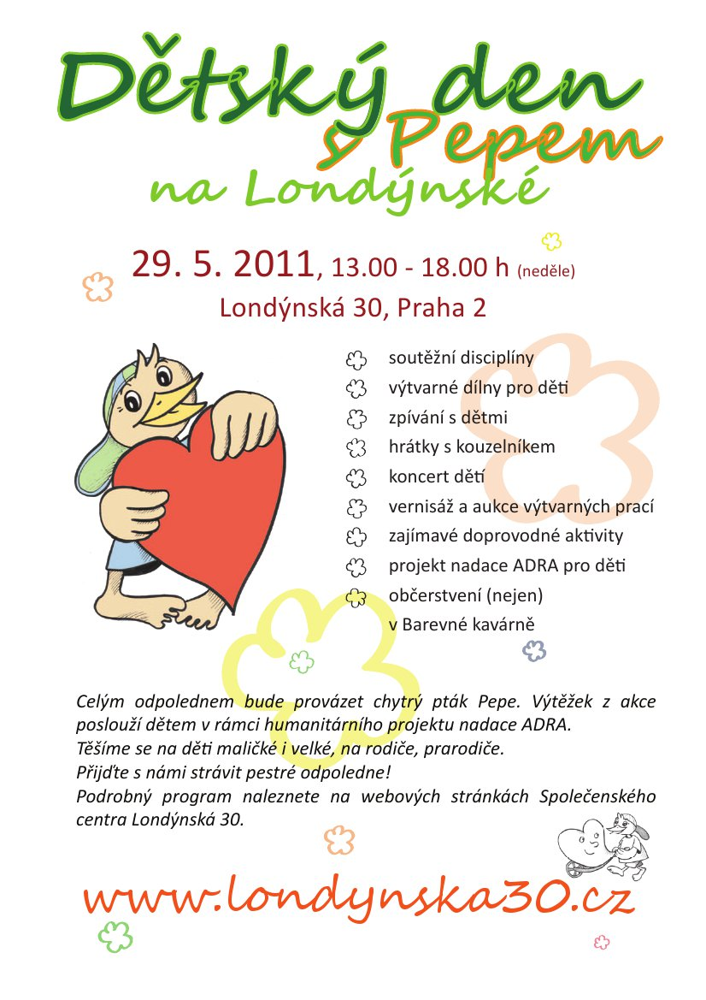 Dětský den
s Pepem
na Londýnské
29. 5. 2011, 13.00 - 18.00 h (neděle)
Londýnská 30, Praha 2
soutěžní disciplíny
výtvarné dílny pro děti
zpívání s dětmi
hrátky s kouzelníkem
koncert dětí
vernisáž a aukce výtvarných prací
zajímavé doprovodné aktivity
projekt nadace ADRA pro děti
občerstvení (nejen)
v Barevné kavárně
Celým odpolednem bude provázet chytrý pták Pepe. Výtěžek z akce
poslouží dětem v rámci humanitárního projektu nadace ADRA.
Těšíme se na děti maličké i velké, na rodiče, prarodiče.
Přijďte s námi strávit pestré odpoledne!
Podrobný program naleznete na webových stránkách Společenského
centra Londýnská 30.
www.londynska30.cz